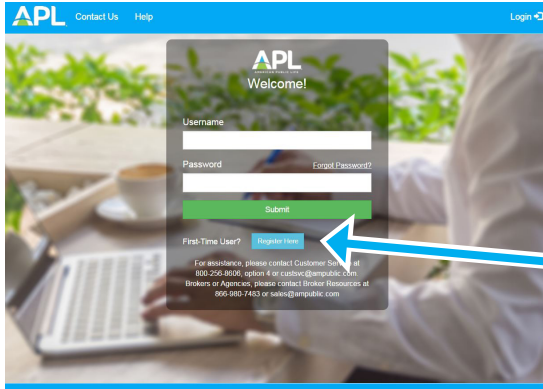 APL Contact Us Help Login
APL
AMERICAN PUBLIC LIFE
Welcome!
Username
Password Forgot Password?
Submit
First-Time User? Register Here
For assistance, please contact Customer Service at
800-256-8606, option 4 or custsvc@ampublic.com
Brokers or Agencies, please contact Broker Resources at
866-980-7483 or sales@ampublic.com